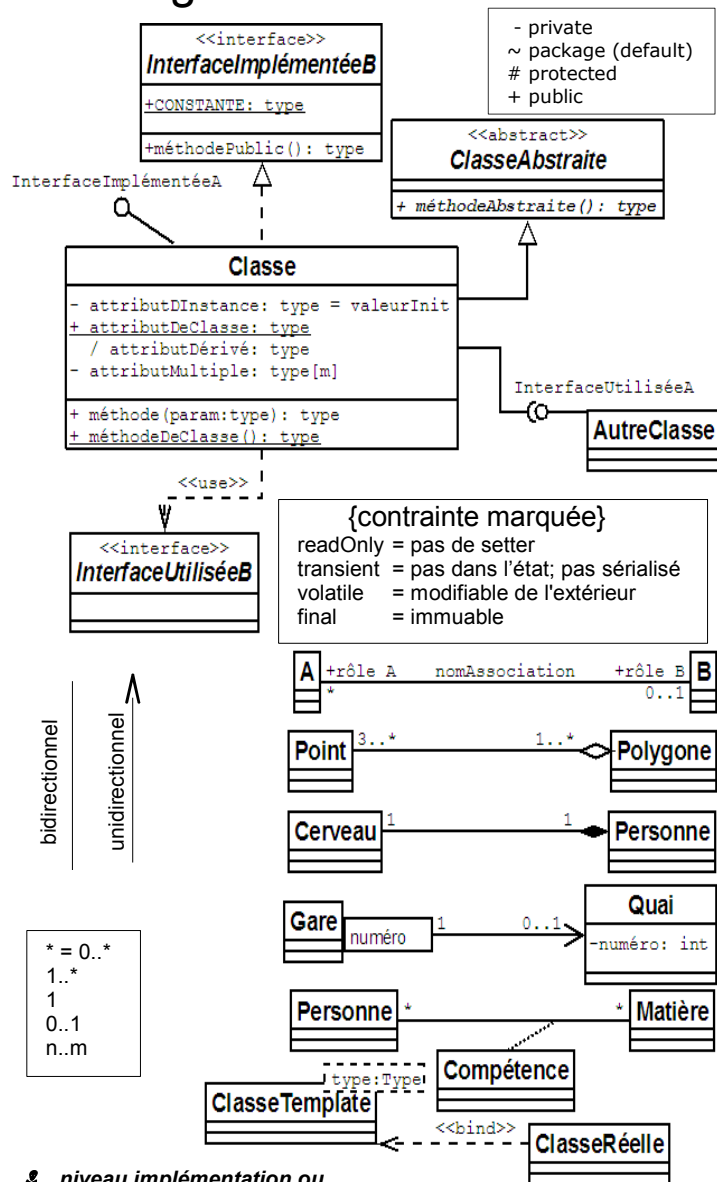 <<interface>>
InterfaceImplémentéeB
+CONSTANTE: type
+méthodePublic(): type
- private
~ package (default)
# protected
+ public
<<abstract>>
ClasseAbstraite
+ méthodeAbstraite(): type
InterfaceImplémentéeA
Classe
- attributDInstance: type = valeurInit
+ attributDeClasse: type
/ attributDérivé: type
- attributMultiple: type[m]
+ méthode(param:type): type
+ méthodeDeClasse(): type
InterfaceUtiliséeA
AutreClasse
<<use>>
<<interface>>
InterfaceUtiliséeB
{contrainte marquée}
readOnly = pas de setter
transient = pas dans l'état; pas sérialisé
volatile = modifiable de l'extérieur
final = immuable
A +rôle A nomAssociation +rôle B B
* 0..1
bidirectionnel
unidirectionnel
Point 3..* 1..* Polygone
Cerveau 1 1 Personne
Gare numéro 1 0..1 Quai
-numéro: int
* = 0..*
1..*
1
0..1
n..m
Personne * * Matière
Compétence
type:Type
ClasseTemplate
<<bind>>
ClasseRéelle
niveau implémentation ou